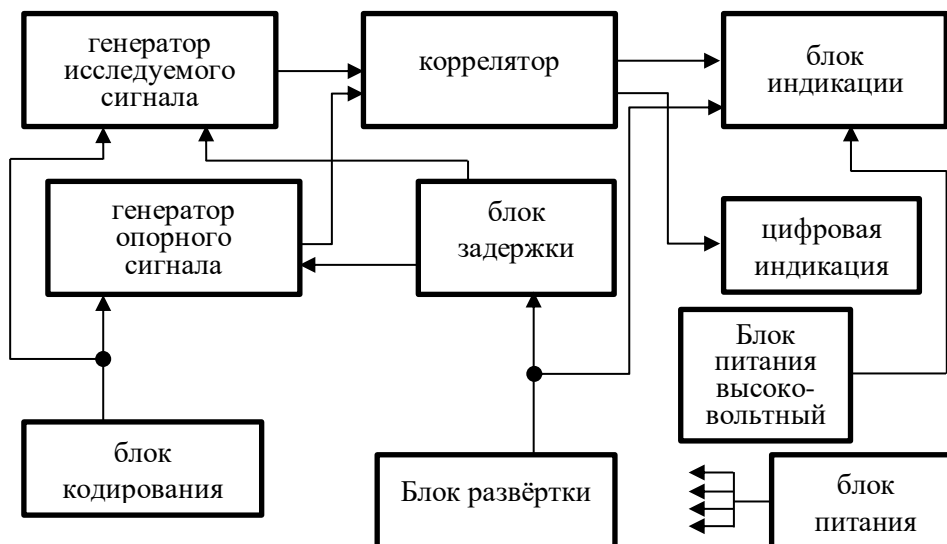 генератор
исследуемого
сигнала
коррелятор
блок
индикации
генератор
опорного
сигнала
блок
задержки
цифровая
индикация
Блок
питания
высоко-
вольтный
блок
кодирования
Блок развёртки
блок
питания